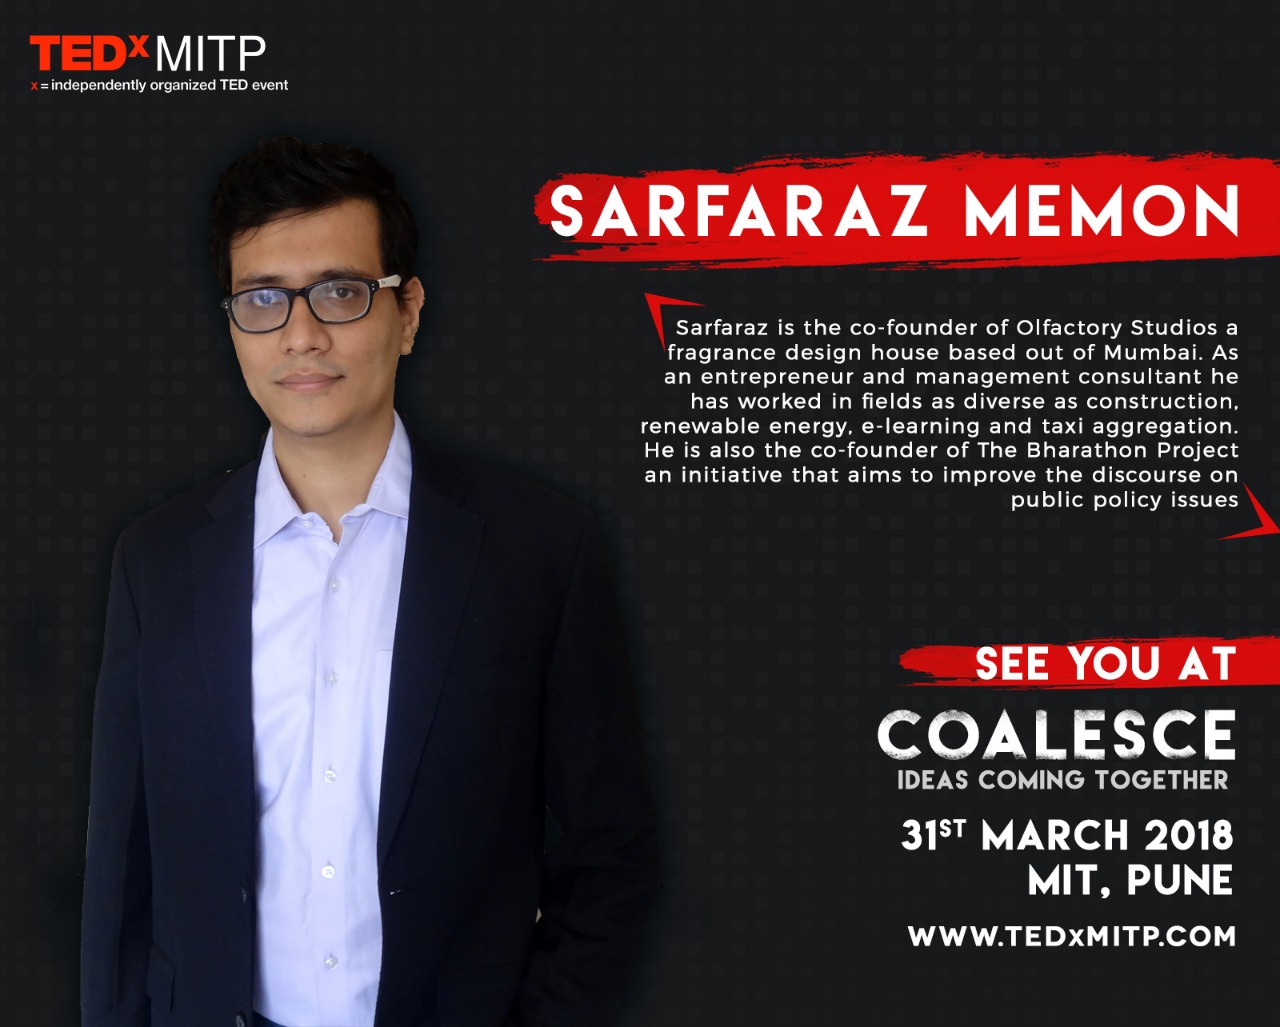 TEDxMITP
x = independently organized TED event
SARFARAZ MEMON
Sarfaraz is the co-founder of Olfactory Studios a
fragrance design house based out of Mumbai. As
an entrepreneur and management consultant he
has worked in fields as diverse as construction,
renewable energy, e-learning and taxi aggregation.
He is also the co-founder of The Bharathon Project
an initiative that aims to improve the discourse on
public policy issues
SEE YOU AT
COALESCE
IDEAS COMING TOGETHER
31ST MARCH 2018
MIT, PUNE
WWW.TEDxMITP.COM